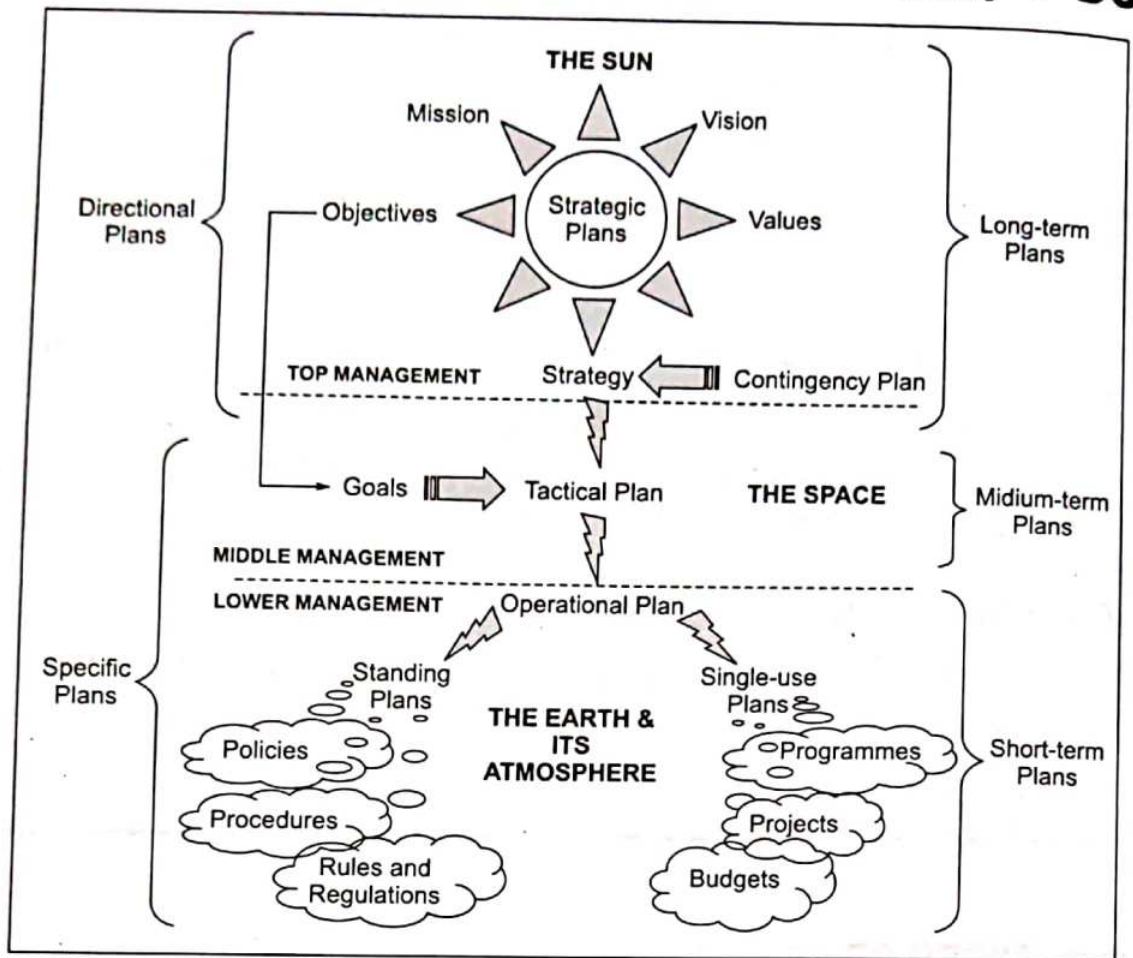 THE SUN
Mission
Vision
Directional
Plans
Objectives
Strategic
Plans
Values
Long-term
Plans
TOP MANAGEMENT
Strategy
Contingency Plan
Goals
Tactical Plan
THE SPACE
Midium-term
Plans
MIDDLE MANAGEMENT
LOWER MANAGEMENT
Operational Plan
Specific
Plans
Standing
Plans
Single-use
Plans
THE EARTH &
ITS
ATMOSPHERE
Policies
Programmes
Short-term
Plans
Procedures
Projects
Rules and
Regulations
Budgets